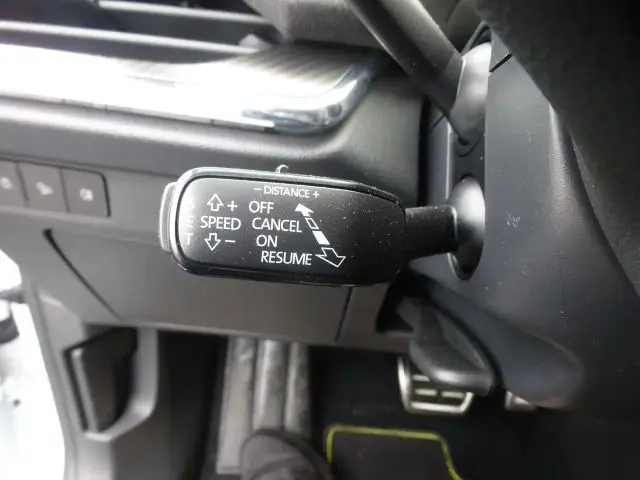 − DISTANCE +
+ OFF
SPEED CANCEL
− ON
RESUME